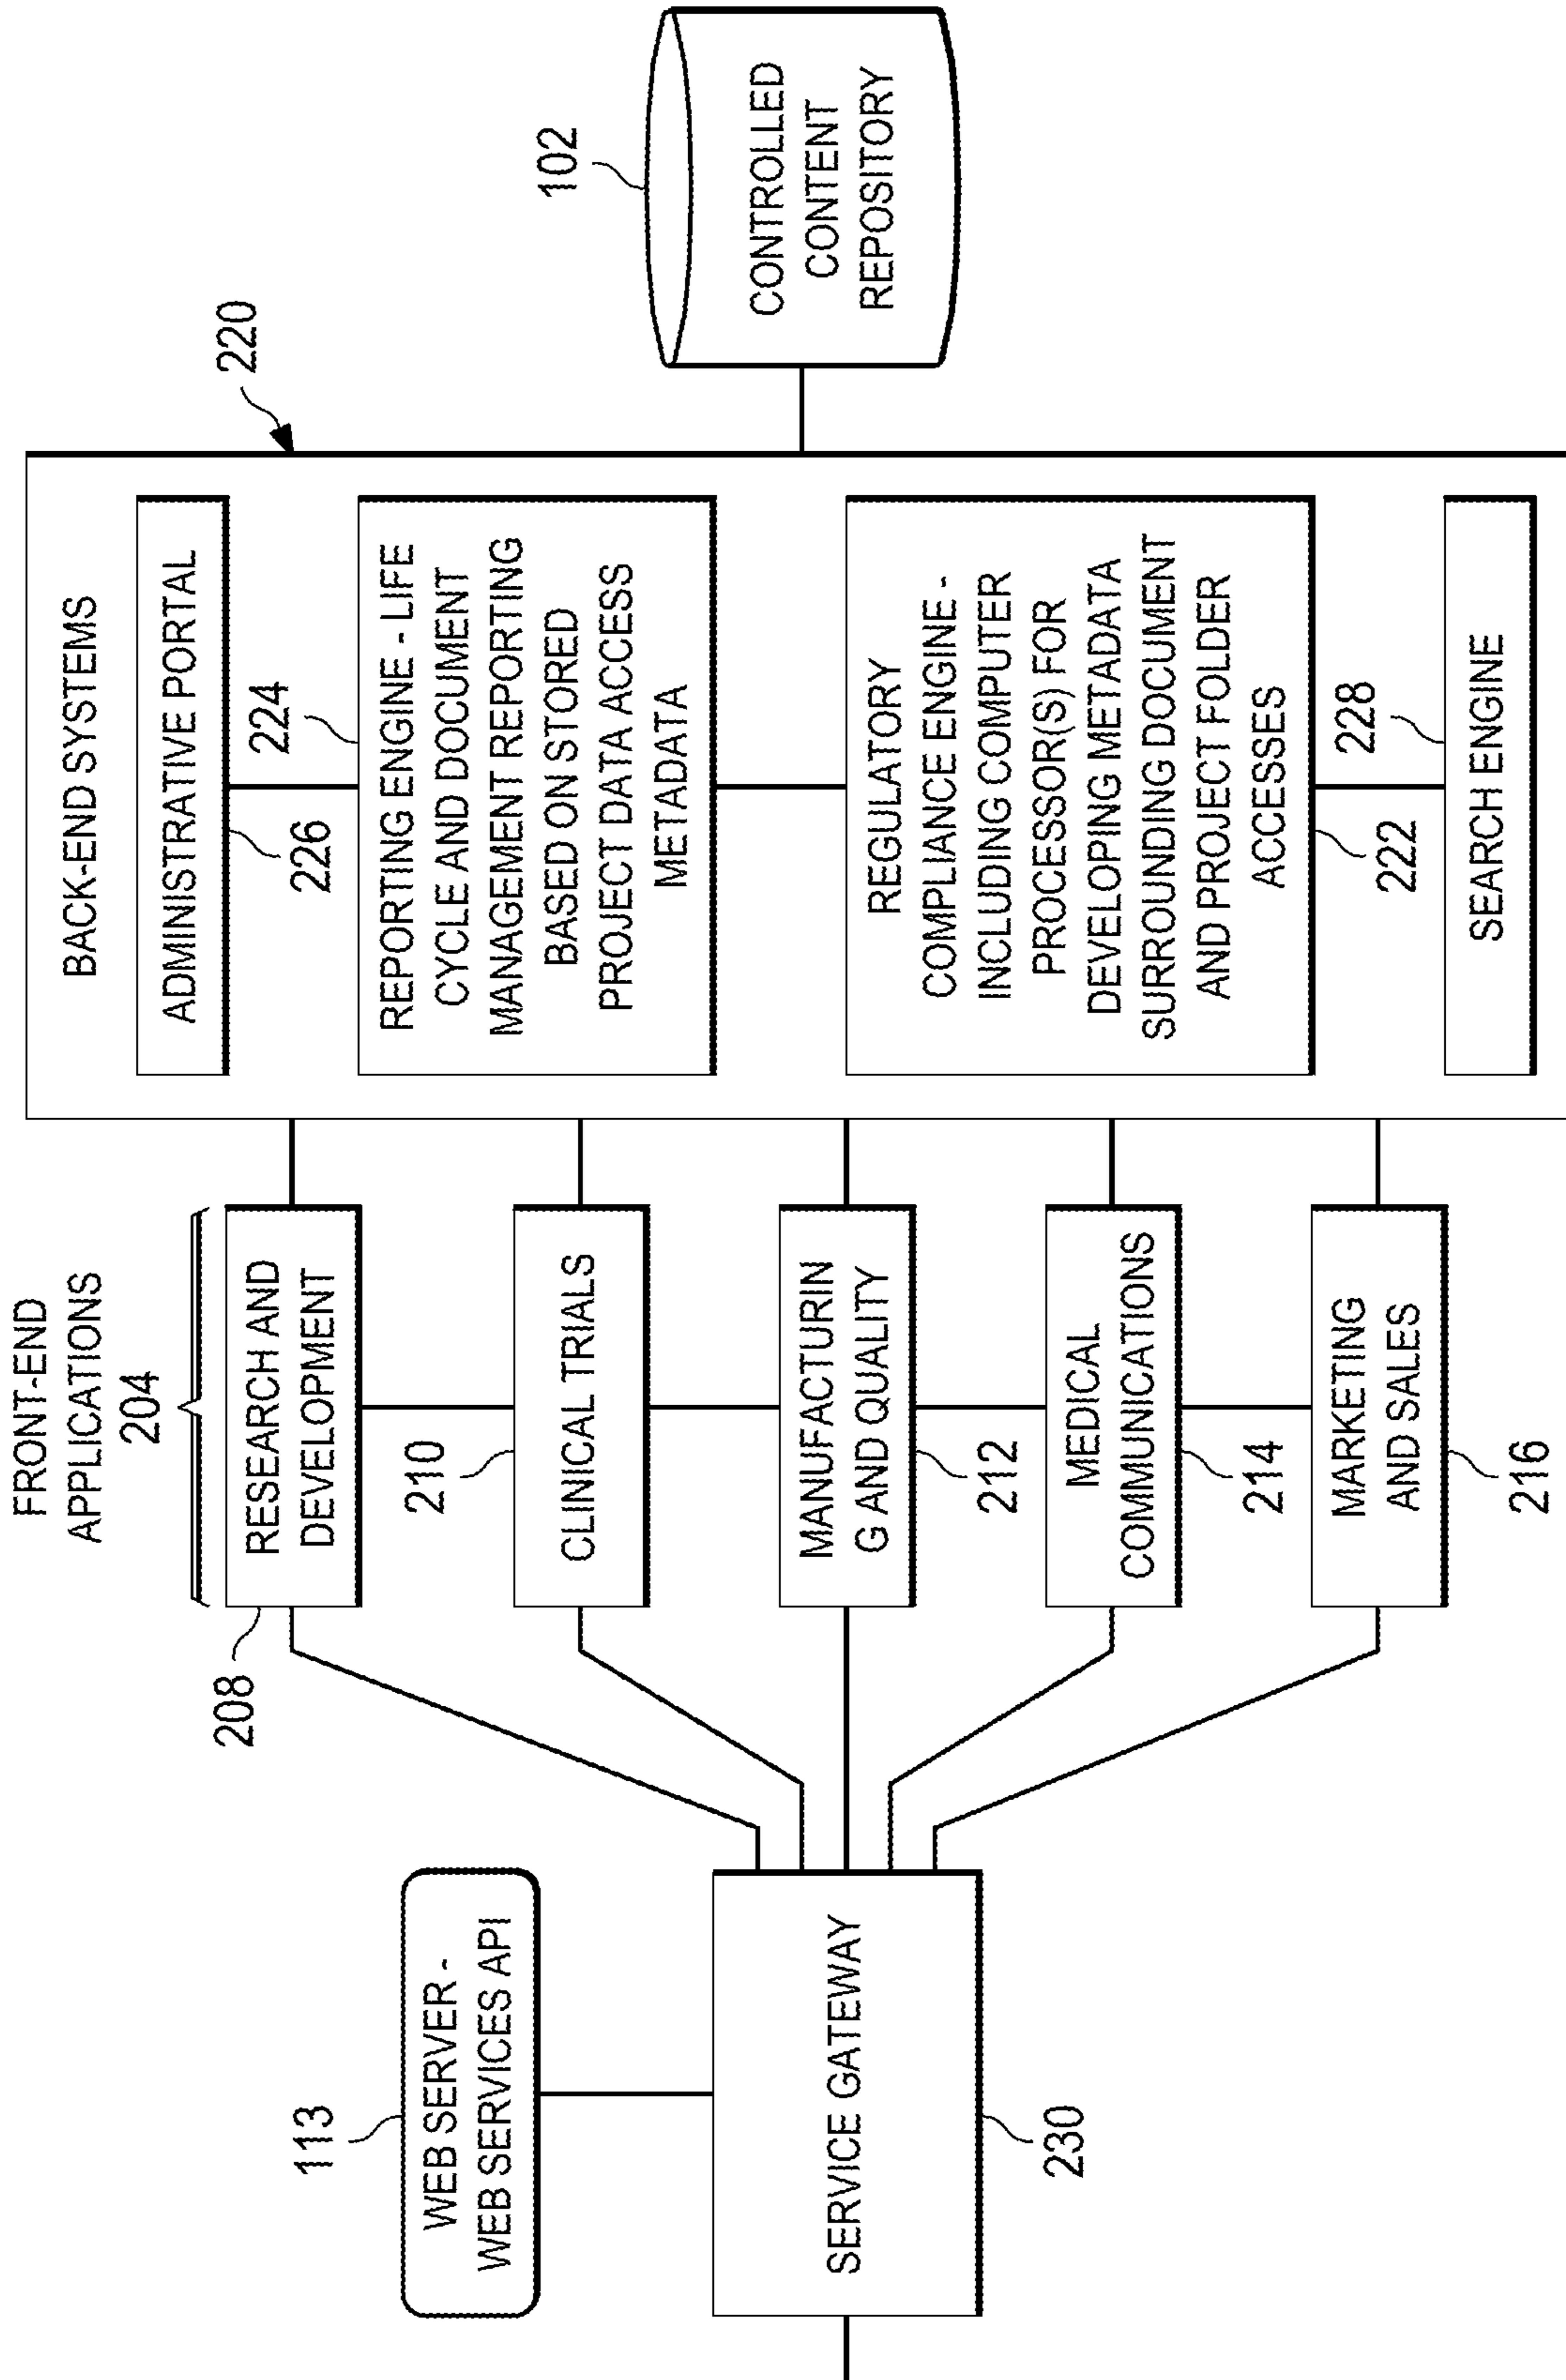 FRONT-END
APPLICATIONS
204
BACK-END SYSTEMS
220
113
WEB SERVER -
WEB SERVICES API
SERVICE GATEWAY
230
208
RESEARCH AND
DEVELOPMENT
210
CLINICAL TRIALS
MANUFACTURIN
G AND QUALITY
212
MEDICAL
COMMUNICATIONS
214
MARKETING
AND SALES
216
ADMINISTRATIVE PORTAL
226
224
REPORTING ENGINE - LIFE
CYCLE AND DOCUMENT
MANAGEMENT REPORTING
BASED ON STORED
PROJECT DATA ACCESS
METADATA
REGULATORY
COMPLIANCE ENGINE -
INCLUDING COMPUTER
PROCESSOR(S) FOR
DEVELOPING METADATA
SURROUNDING DOCUMENT
AND PROJECT FOLDER
ACCESSES
222
228
SEARCH ENGINE
102
CONTROLLED
CONTENT
REPOSITORY